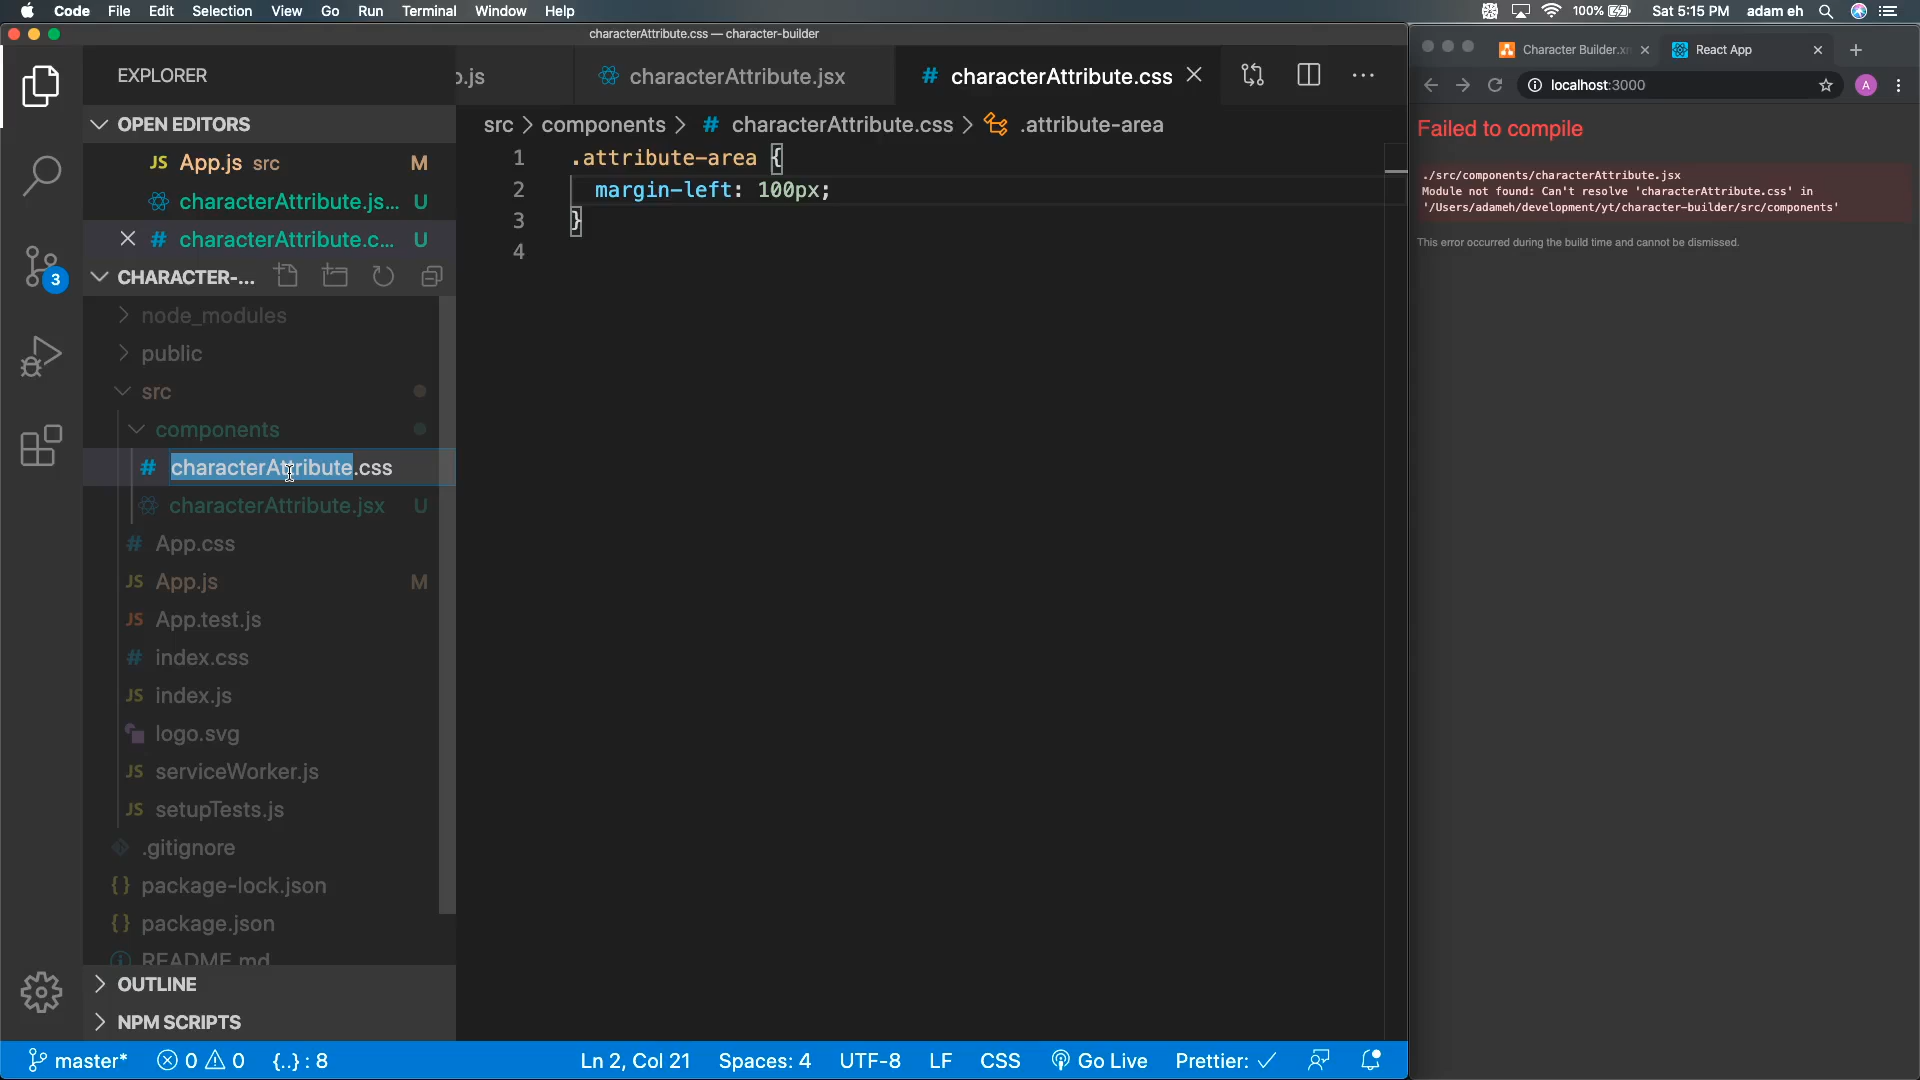 Code File Edit Selection View Go Run Terminal Window Help
100% Sat 5:15 PM adam eh
characterAttribute.css — character-builder
EXPLORER
.js
characterAttribute.jsx
# characterAttribute.css
OPEN EDITORS
JS App.js src M
characterAttribute.js... U
# characterAttribute.c... U
CHARACTER-...
node_modules
public
src
components
# characterAttribute.css
characterAttribute.jsx U
# App.css
JS App.js M
JS App.test.js
# index.css
JS index.js
logo.svg
JS serviceWorker.js
JS setupTests.js
.gitignore
{} package-lock.json
{} package.json
README.md
OUTLINE
NPM SCRIPTS
3
src > components > # characterAttribute.css > .attribute-area
1 .attribute-area {
2 margin-left: 100px;
3 }
4
master* 0 0 {..} : 8
Ln 2, Col 21 Spaces: 4 UTF-8 LF CSS Go Live Prettier: ✓
Character Builder.x
React App
localhost:3000
A
Failed to compile
./src/components/characterAttribute.jsx
Module not found: Can't resolve 'characterAttribute.css' in
'/Users/adameh/development/yt/character-builder/src/components'
This error occurred during the build time and cannot be dismissed.